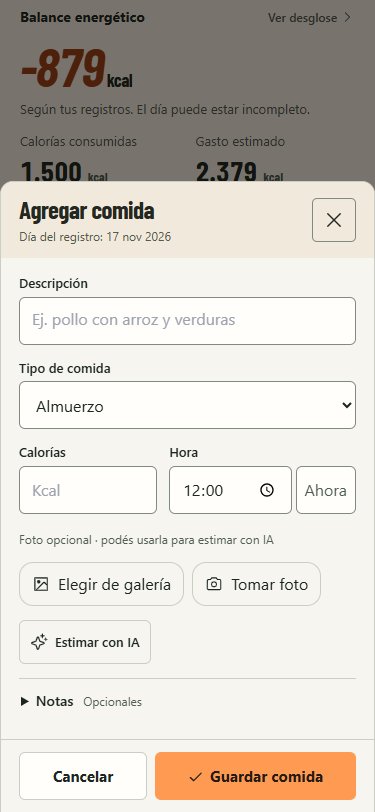 Balance energético
Ver desglose
-879 kcal
Según tus registros. El día puede estar incompleto.
Calorías consumidas
Gasto estimado
1.500 kcal
2.379 kcal
Agregar comida
Día del registro: 17 nov 2026
Descripción
Ej. pollo con arroz y verduras
Tipo de comida
Almuerzo
Calorías
Hora
Kcal
12:00
Ahora
Foto opcional · podés usarla para estimar con IA
Elegir de galería
Tomar foto
Estimar con IA
Notas Opcionales
Cancelar
Guardar comida